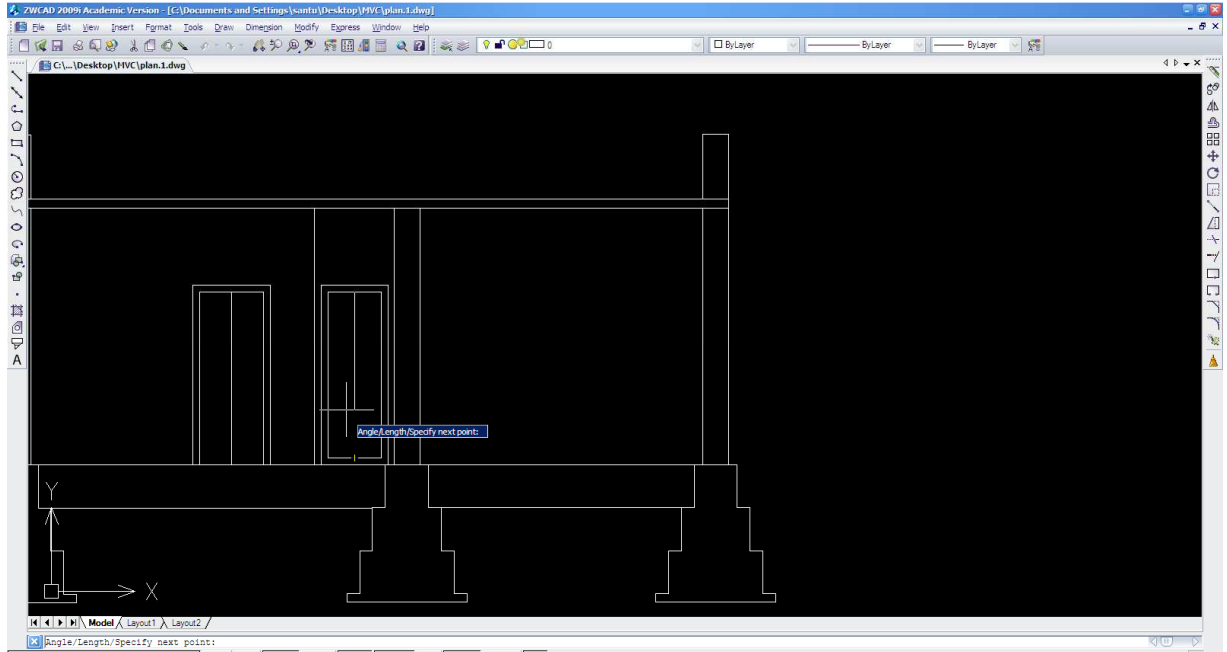 ZWCAD 2009i Academic Version - [C:\Documents and Settings\santu\Desktop\MVC\plan.1.dwg]
File Edit View Insert Format Tools Draw Dimension Modify Express Window Help
0 ByLayer ByLayer ByLayer
C:\...\Desktop\MVC\plan.1.dwg
A
Angle/Length/Specify next point:
Y
X
Model Layout1 Layout2
Angle/Length/Specify next point: